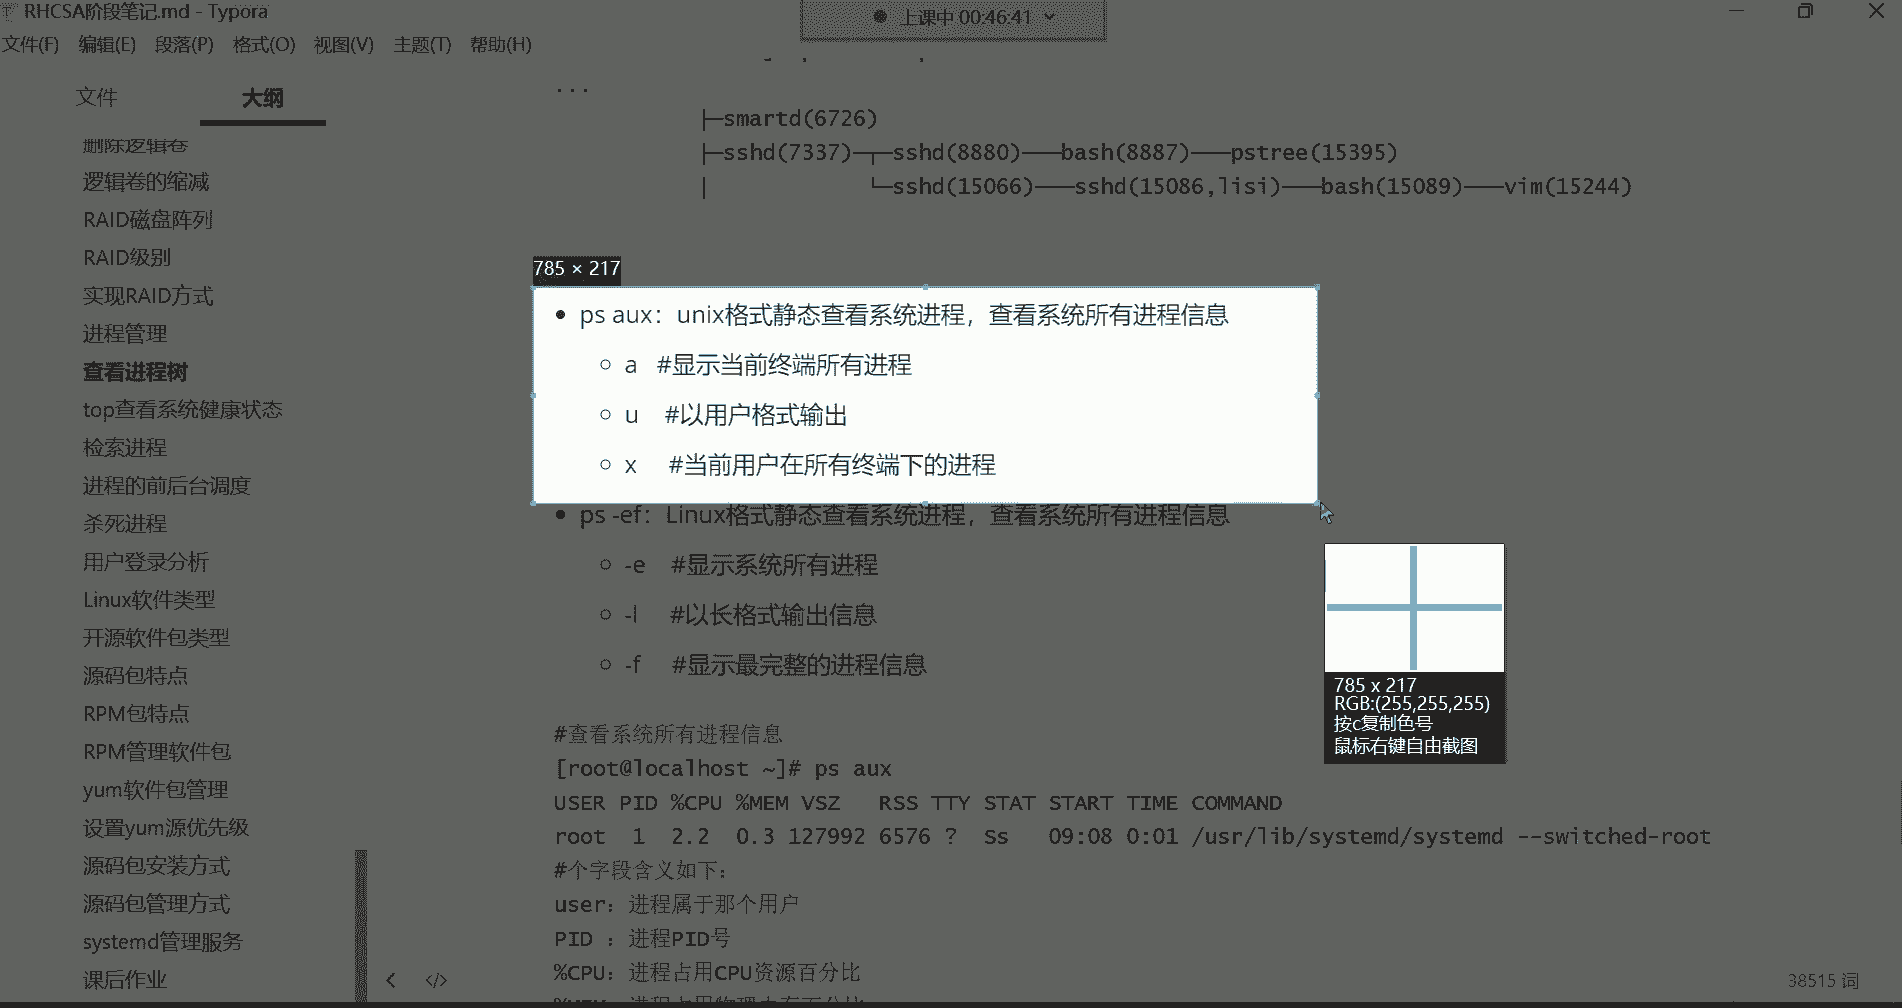 RHCSA阶段笔记.md - Typora
上课中 00:46:41
文件(F) 编辑(E) 段落(P) 格式(O) 视图(V) 主题(T) 帮助(H)
文件 大纲
删除逻辑卷
逻辑卷的缩减
RAID磁盘阵列
RAID级别
实现RAID方式
进程管理
查看进程树
top查看系统健康状态
检索进程
进程的前后台调度
杀死进程
用户登录分析
Linux软件类型
开源软件包类型
源码包特点
RPM包特点
RPM管理软件包
yum软件包管理
设置yum源优先级
源码包安装方式
源码包管理方式
systemd管理服务
课后作业
...
├─smartd(6726)
├─sshd(7337)─┬─sshd(8880)───bash(8887)───pstree(15395)
│ └─sshd(15066)───sshd(15086,lisi)───bash(15089)───vim(15244)
785 × 217
• ps aux：unix格式静态查看系统进程，查看系统所有进程信息
○ a #显示当前终端所有进程
○ u #以用户格式输出
○ x #当前用户在所有终端下的进程
• ps -ef：Linux格式静态查看系统进程，查看系统所有进程信息
○ -e #显示系统所有进程
○ -l #以长格式输出信息
○ -f #显示最完整的进程信息
#查看系统所有进程信息
[root@localhost ~]# ps aux
USER PID %CPU %MEM VSZ RSS TTY STAT START TIME COMMAND
root 1 2.2 0.3 127992 6576 ? Ss 09:08 0:01 /usr/lib/systemd/systemd --switched-root
#个字段含义如下：
user：进程属于那个用户
PID ：进程PID号
%CPU：进程占用CPU资源百分比
%MEM：进程占用物理内存百分比
785 x 217
RGB:(255,255,255)
按c复制色号
鼠标右键自由截图
38515 词